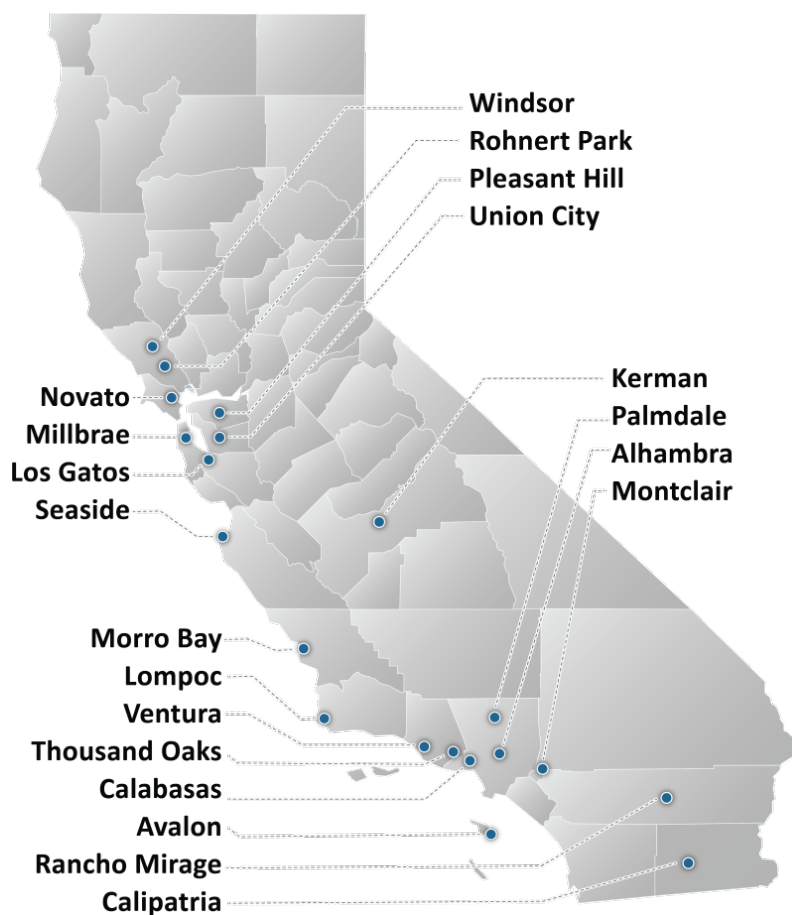 Windsor
Rohnert Park
Pleasant Hill
Union City
Kerman
Palmdale
Alhambra
Montclair
Novato
Millbrae
Los Gatos
Seaside
Morro Bay
Lompoc
Ventura
Thousand Oaks
Calabasas
Avalon
Rancho Mirage
Calipatria